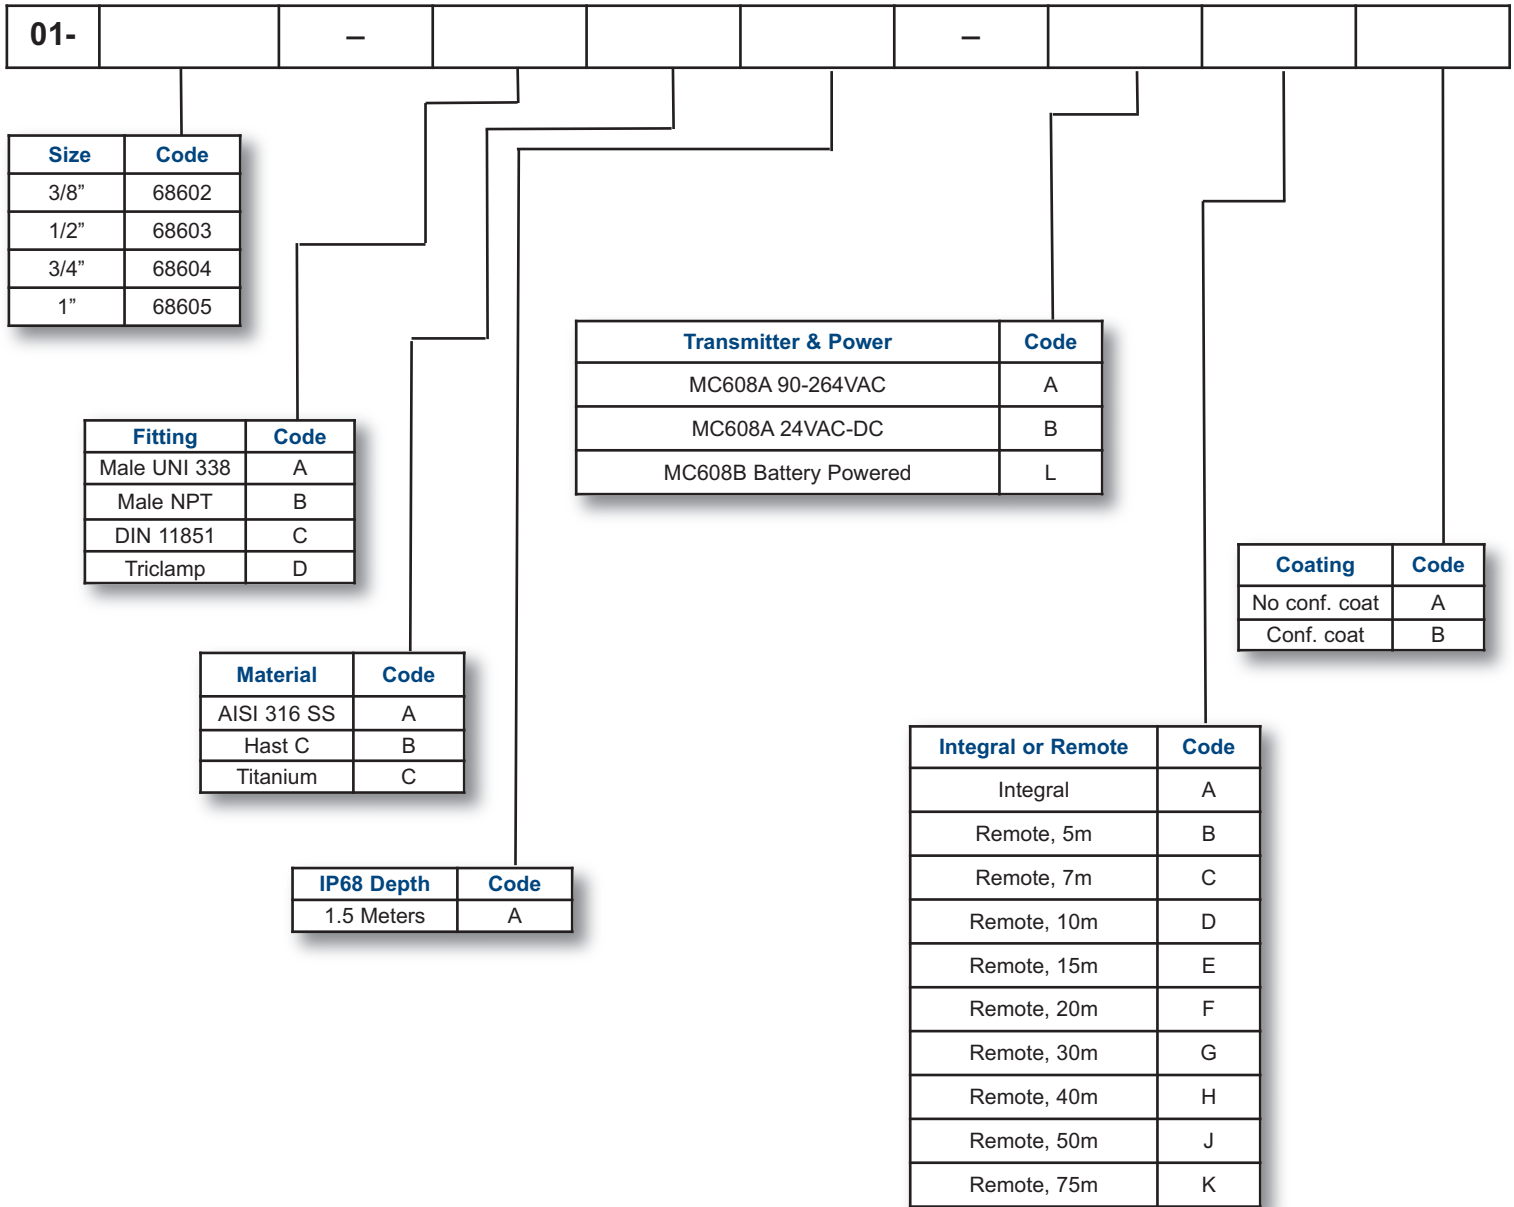 01- – –
Size Code
3/8” 68602
1/2” 68603
3/4” 68604
1” 68605
Transmitter & Power Code
MC608A 90-264VAC A
MC608A 24VAC-DC B
MC608B Battery Powered L
Fitting Code
Male UNI 338 A
Male NPT B
DIN 11851 C
Triclamp D
Coating Code
No conf. coat A
Conf. coat B
Material Code
AISI 316 SS A
Hast C B
Titanium C
Integral or Remote Code
Integral A
Remote, 5m B
Remote, 7m C
Remote, 10m D
Remote, 15m E
Remote, 20m F
Remote, 30m G
Remote, 40m H
Remote, 50m J
Remote, 75m K
IP68 Depth Code
1.5 Meters A